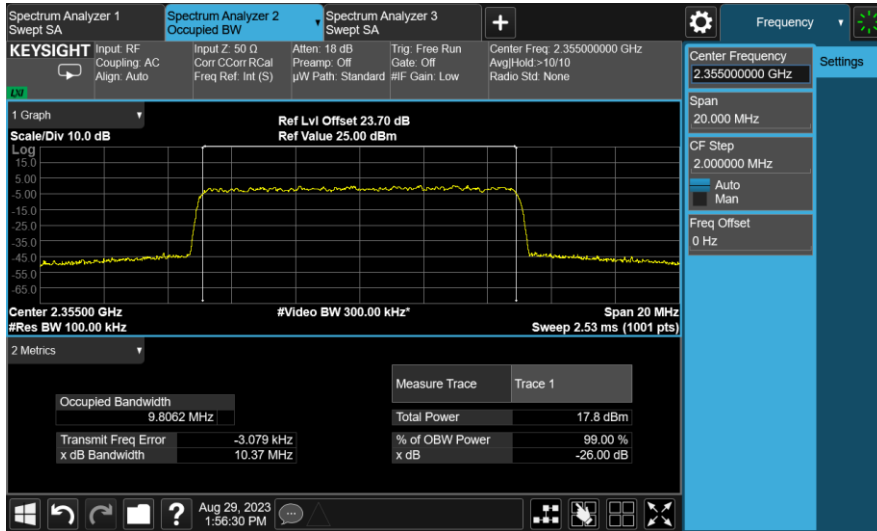 Spectrum Analyzer 1
Swept SA
Spectrum Analyzer 2
Occupied BW
Spectrum Analyzer 3
Swept SA
+
Frequency
KEYSIGHT
LXI
Input: RF
Coupling: AC
Align: Auto
Input Z: 50 Ω
Corr CCorr RCal
Freq Ref: Int (S)
Atten: 18 dB
Preamp: Off
µW Path: Standard
Trig: Free Run
Gate: Off
#IF Gain: Low
Center Freq: 2.355000000 GHz
Avg|Hold:>10/10
Radio Std: None
Center Frequency
2.355000000 GHz
Settings
Span
20.000 MHz
CF Step
2.000000 MHz
Auto
Man
Freq Offset
0 Hz
1 Graph
Scale/Div 10.0 dB
Ref Lvl Offset 23.70 dB
Ref Value 25.00 dBm
Log
15.0
5.00
-5.00
-15.0
-25.0
-35.0
-45.0
-55.0
-65.0
Center 2.35500 GHz
#Video BW 300.00 kHz*
Span 20 MHz
#Res BW 100.00 kHz
Sweep 2.53 ms (1001 pts)
2 Metrics
Measure Trace Trace 1
Occupied Bandwidth
9.8062 MHz
Total Power 17.8 dBm
Transmit Freq Error -3.079 kHz
% of OBW Power 99.00 %
x dB Bandwidth 10.37 MHz
x dB -26.00 dB
?
Aug 29, 2023
1:56:30 PM